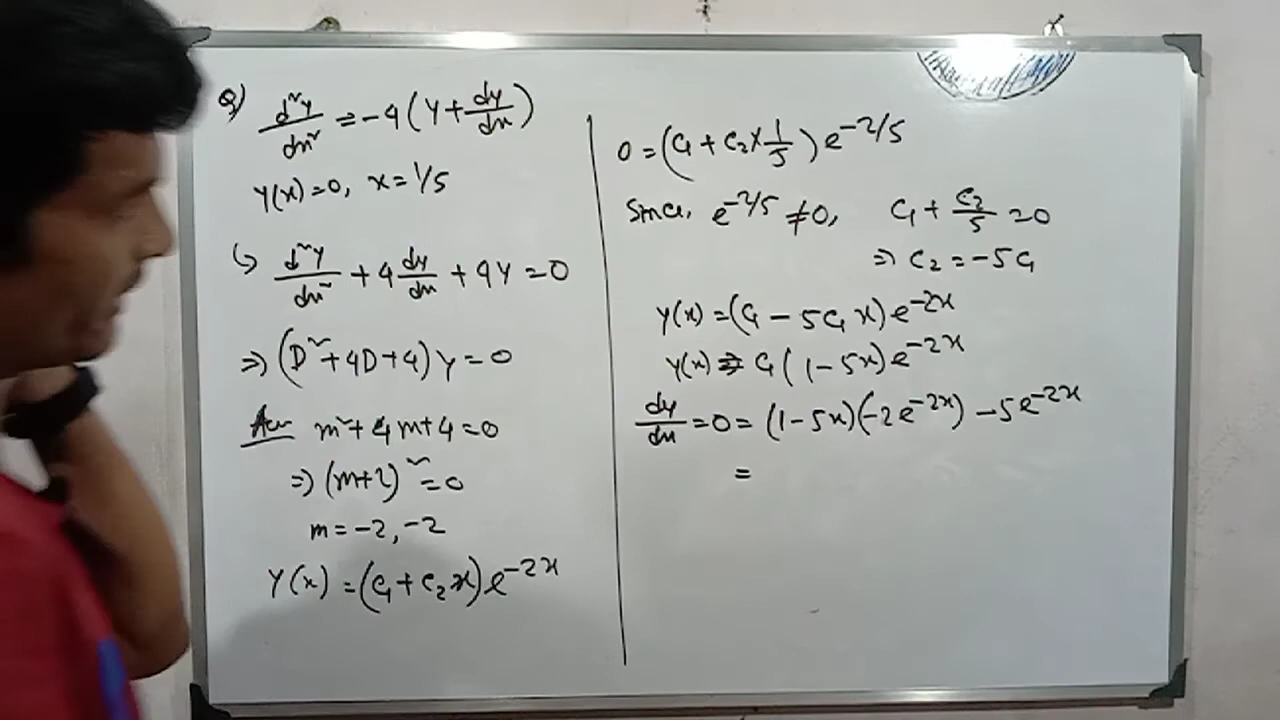 Q) d²y/dx² = -4(y + dy/dx)
y(x) = 0, x = 1/5
↳ d²y/dx² + 4 dy/dx + 4y = 0
⇒ (D² + 4D + 4) y = 0
m² + 4m + 4 = 0
⇒ (m+2)² = 0
m = -2, -2
y(x) = (c₁ + c₂x) e^{-2x}
0 = (c₁ + c₂ × 1/5) e^{-2/5}
Since, e^{-2/5} ≠ 0, c₁ + c₂/5 = 0
⇒ c₂ = -5c₁
y(x) = (c₁ - 5c₁x) e^{-2x}
y(x) ⇒ c₁(1-5x) e^{-2x}
dy/dx = 0 = (1-5x)(-2e^{-2x}) - 5e^{-2x}
=